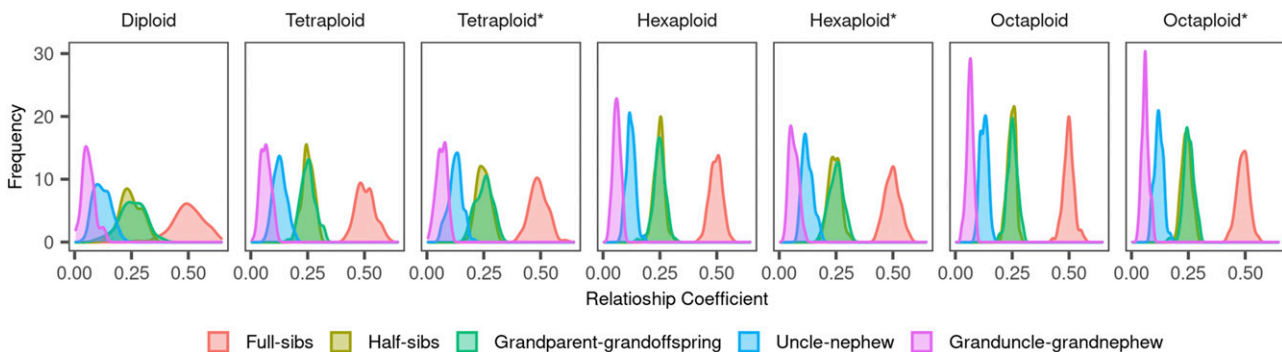 Diploid Tetraploid Tetraploid* Hexaploid Hexaploid* Octaploid Octaploid*
Frequency
30
20
10
0
0.00 0.25 0.50 0.00 0.25 0.50 0.00 0.25 0.50 0.00 0.25 0.50 0.00 0.25 0.50 0.00 0.25 0.50 0.00 0.25 0.50
Relatioship Coefficient
Full-sibs Half-sibs Grandparent-grandoffspring Uncle-nephew Granduncle-grandnephew